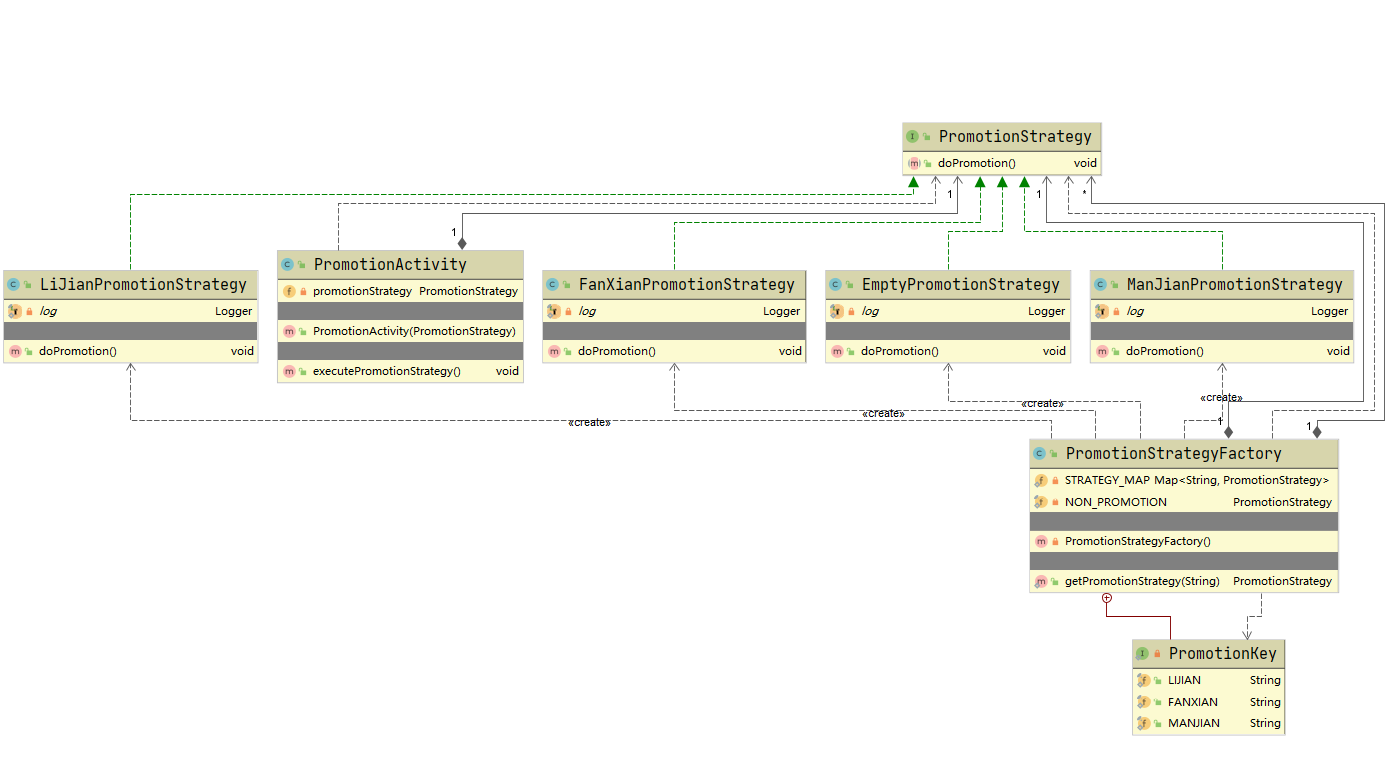 PromotionStrategy
doPromotion() void
1
1
*
1
LiJianPromotionStrategy
log Logger
doPromotion() void
PromotionActivity
promotionStrategy PromotionStrategy
PromotionActivity(PromotionStrategy)
executePromotionStrategy() void
FanXianPromotionStrategy
log Logger
doPromotion() void
EmptyPromotionStrategy
log Logger
doPromotion() void
ManJianPromotionStrategy
log Logger
doPromotion() void
«create»
«create»
«create»
«create»
1
1
PromotionStrategyFactory
STRATEGY_MAP Map<String, PromotionStrategy>
NON_PROMOTION PromotionStrategy
PromotionStrategyFactory()
getPromotionStrategy(String) PromotionStrategy
PromotionKey
LIJIAN String
FANXIAN String
MANJIAN String